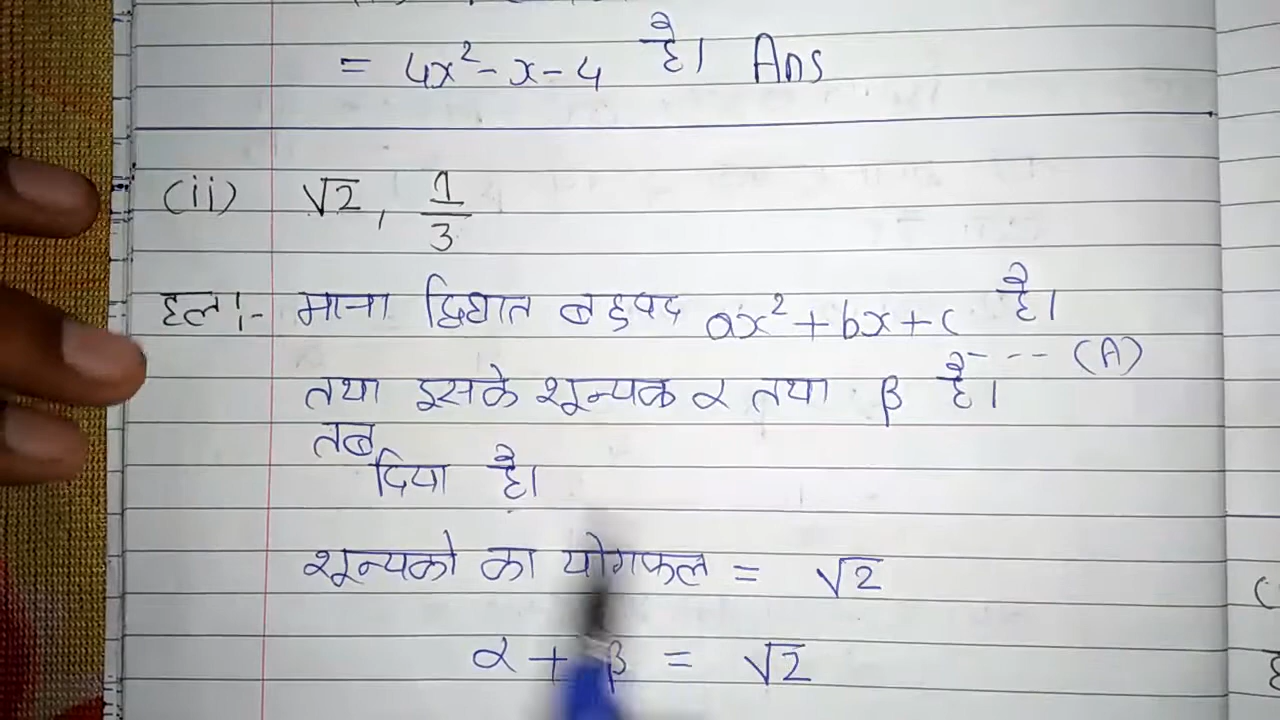 = 4x² - x - 4 है। Ans
(ii) √2, 1/3
हल:- माना द्विघात बहुपद ax² + bx + c है।
--- (A)
तथा इसके शून्यक α तथा β है।
तब
दिया है।
शून्यको का योगफल = √2
α + β = √2